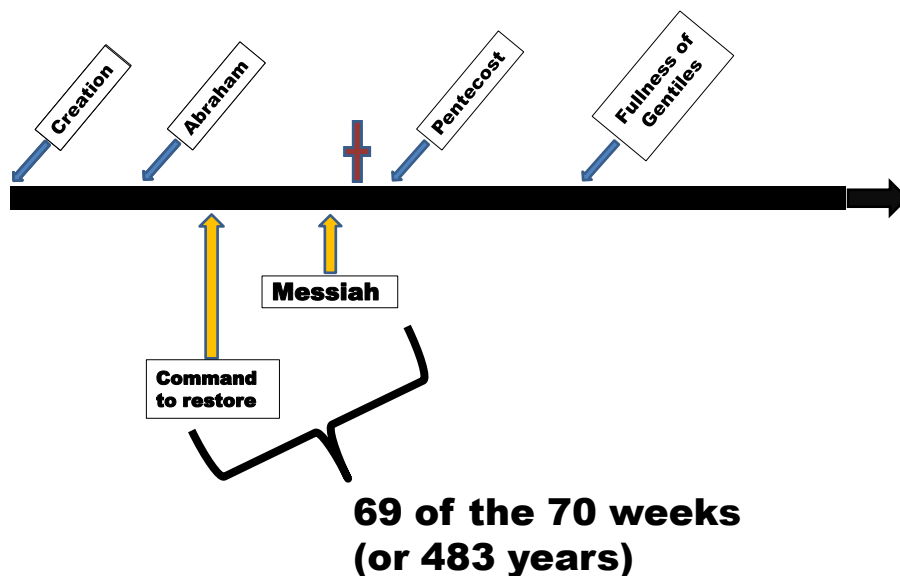 Creation
Abraham
Pentecost
Fullness of
Gentiles
Messiah
Command
to restore
69 of the 70 weeks
(or 483 years)